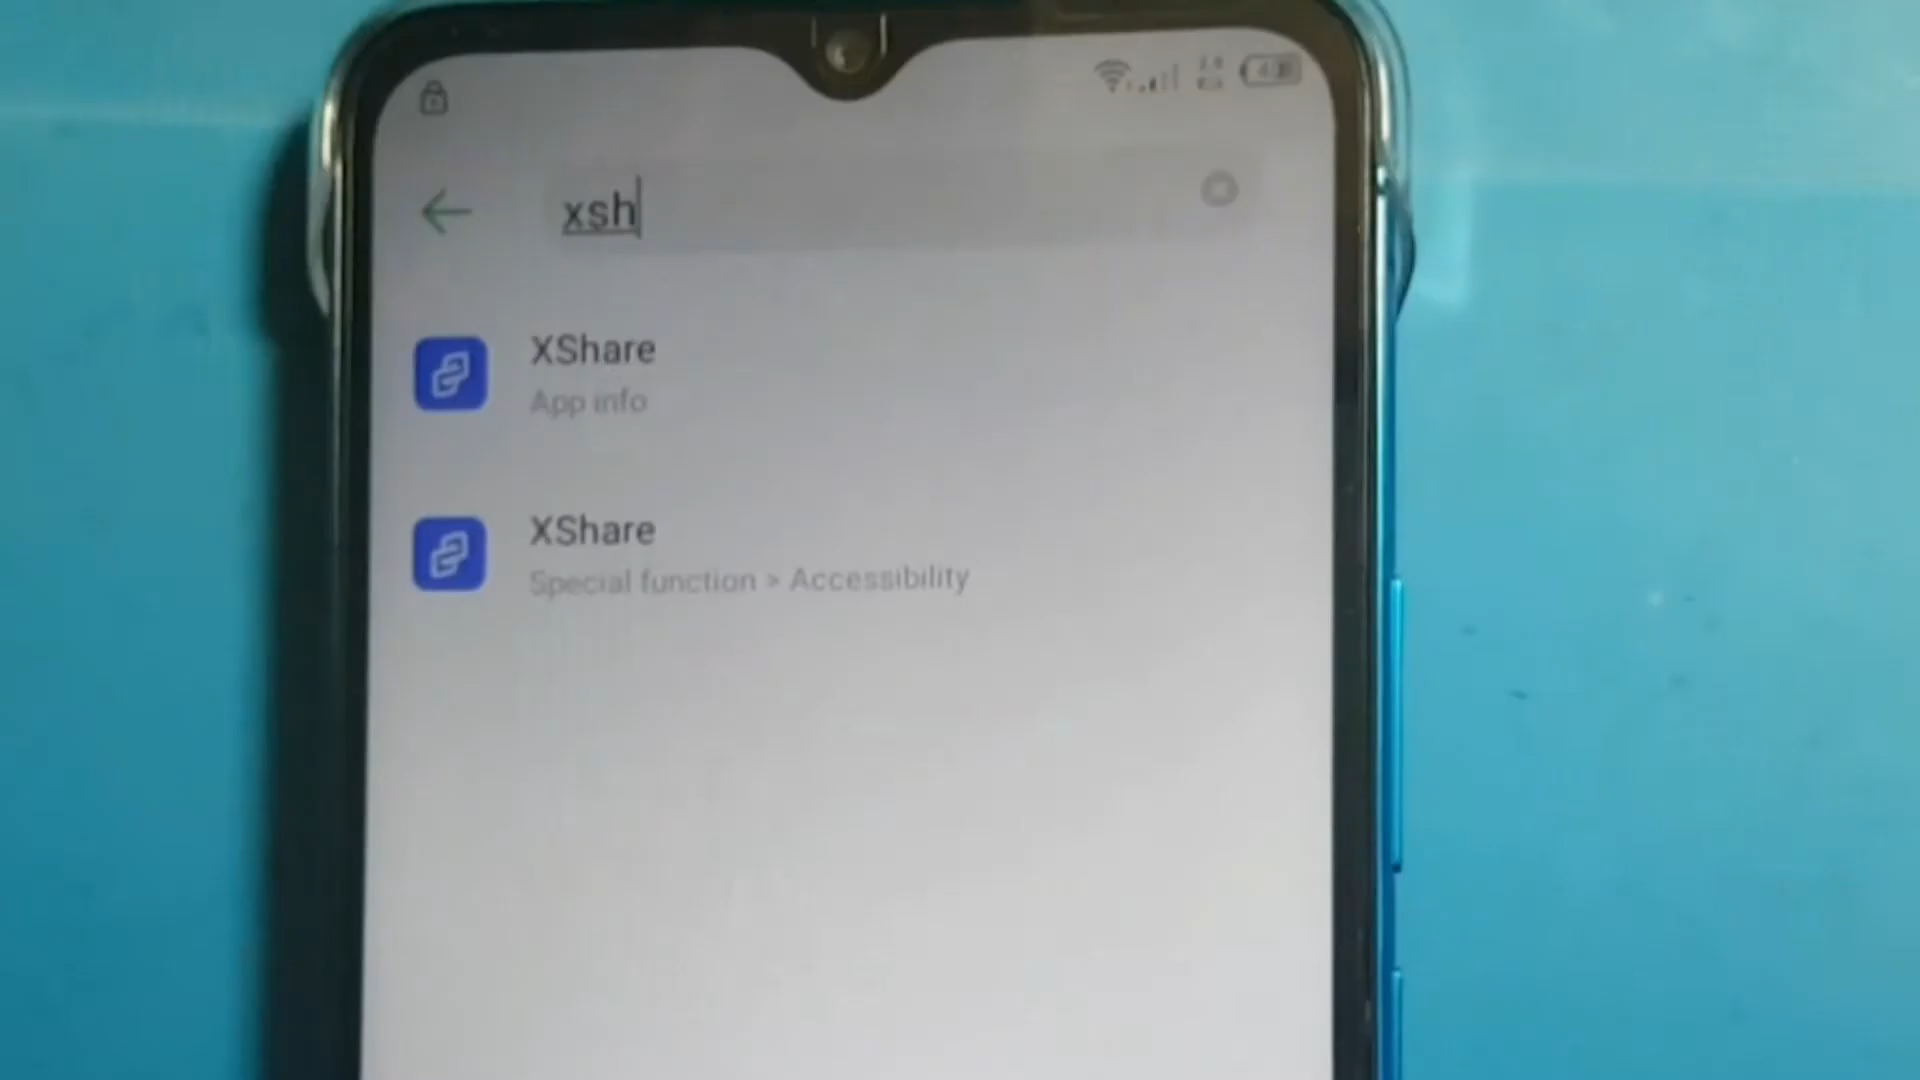 xsh
XShare
App info
XShare
Special function > Accessibility